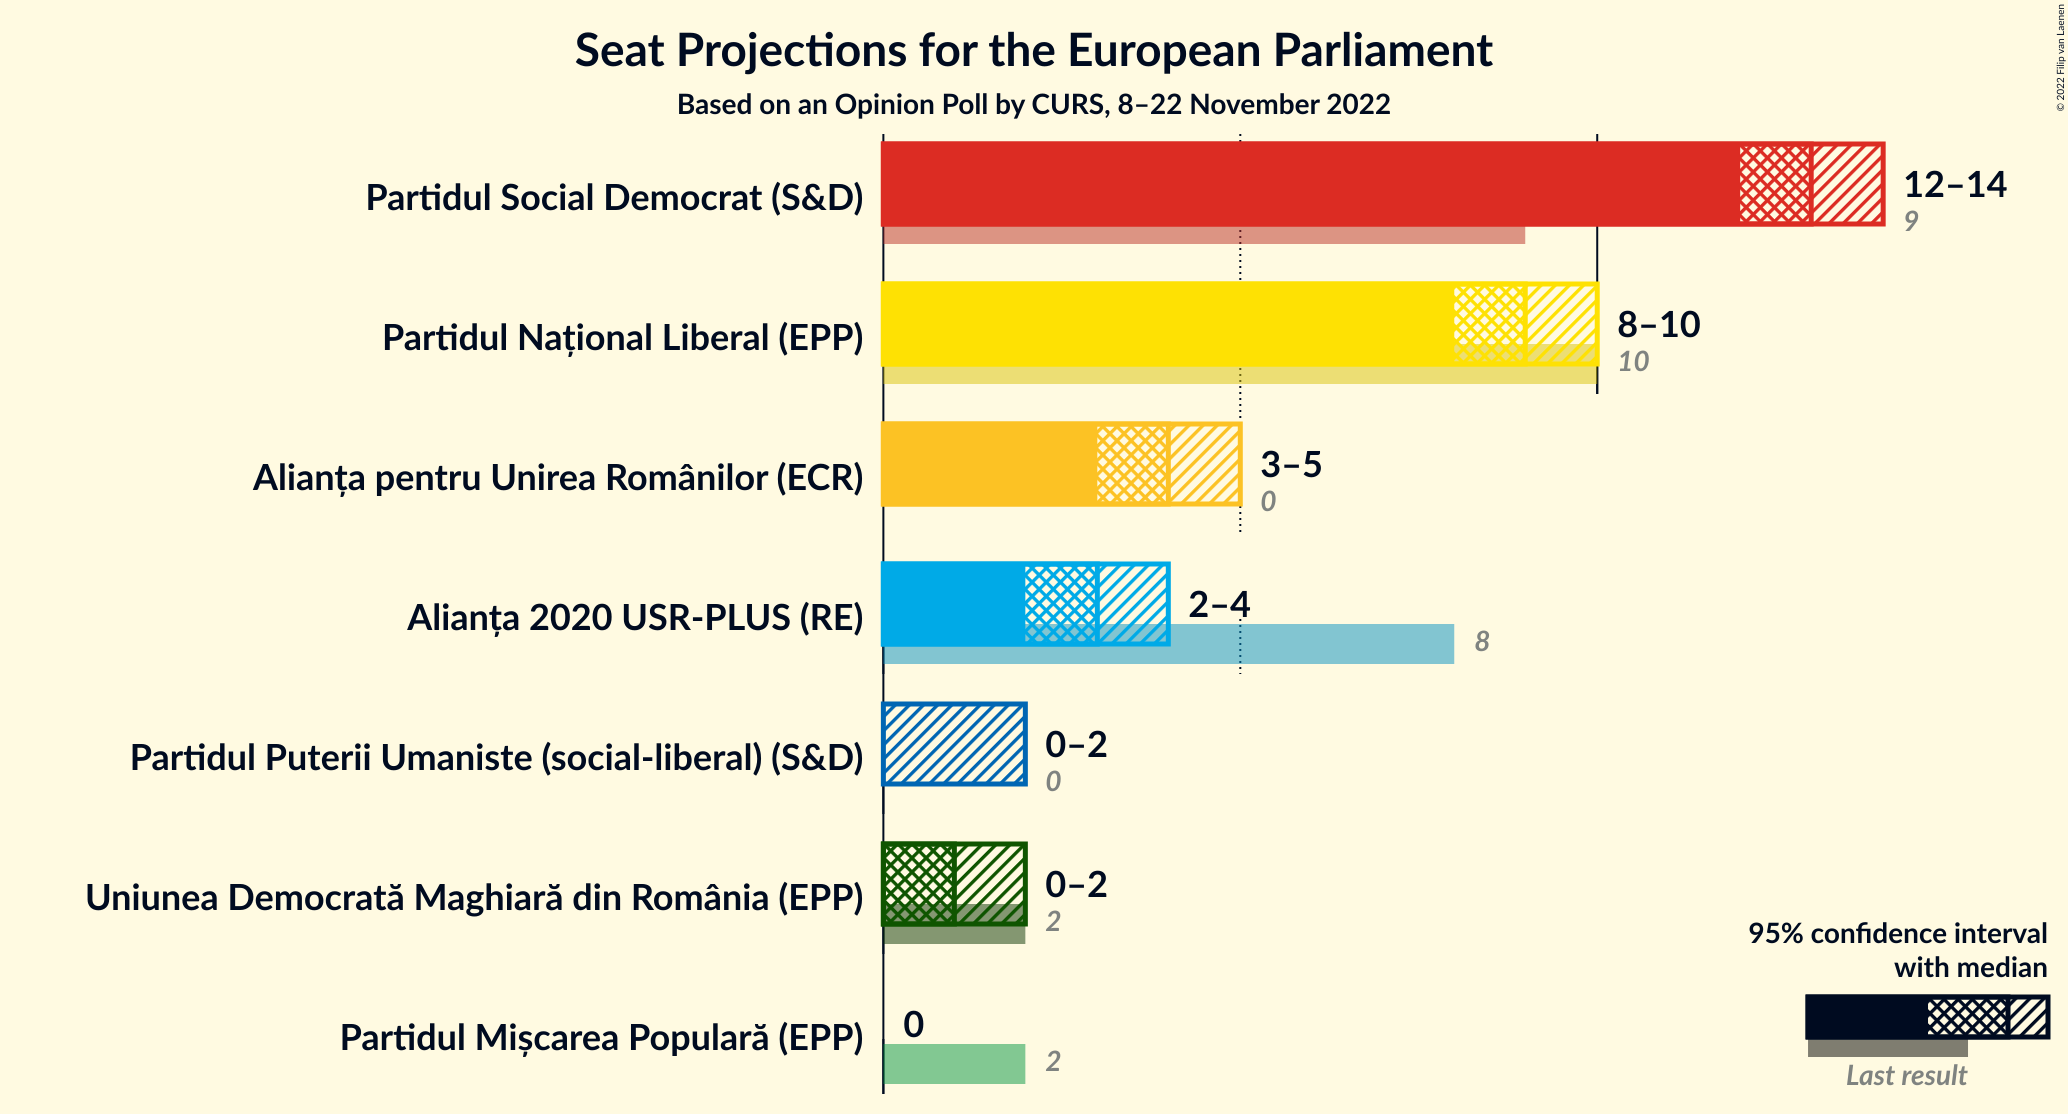 Seat Projections for the European Parliament
Based on an Opinion Poll by CURS, 8–22 November 2022
© 2022 Filip van Laenen
Partidul Social Democrat (S&D)
12–14
9
Partidul Național Liberal (EPP)
8–10
10
Alianța pentru Unirea Românilor (ECR)
3–5
0
Alianța 2020 USR-PLUS (RE)
2–4
8
Partidul Puterii Umaniste (social-liberal) (S&D)
0–2
0
Uniunea Democrată Maghiară din România (EPP)
0–2
2
Partidul Mișcarea Populară (EPP)
0
2
95% confidence interval
with median
Last result